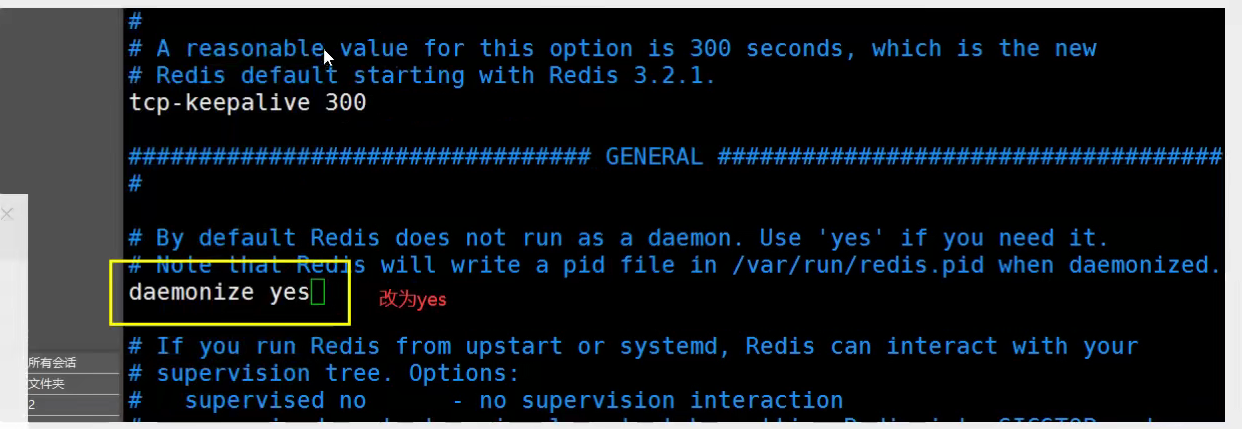 #
# A reasonable value for this option is 300 seconds, which is the new
# Redis default starting with Redis 3.2.1.
tcp-keepalive 300
################################# GENERAL ####################################
#
# By default Redis does not run as a daemon. Use 'yes' if you need it.
# Note that Redis will write a pid file in /var/run/redis.pid when daemonized.
daemonize yes
改为yes
# If you run Redis from upstart or systemd, Redis can interact with your
# supervision tree. Options:
#   supervised no      - no supervision interaction
所有会话
文件夹
2